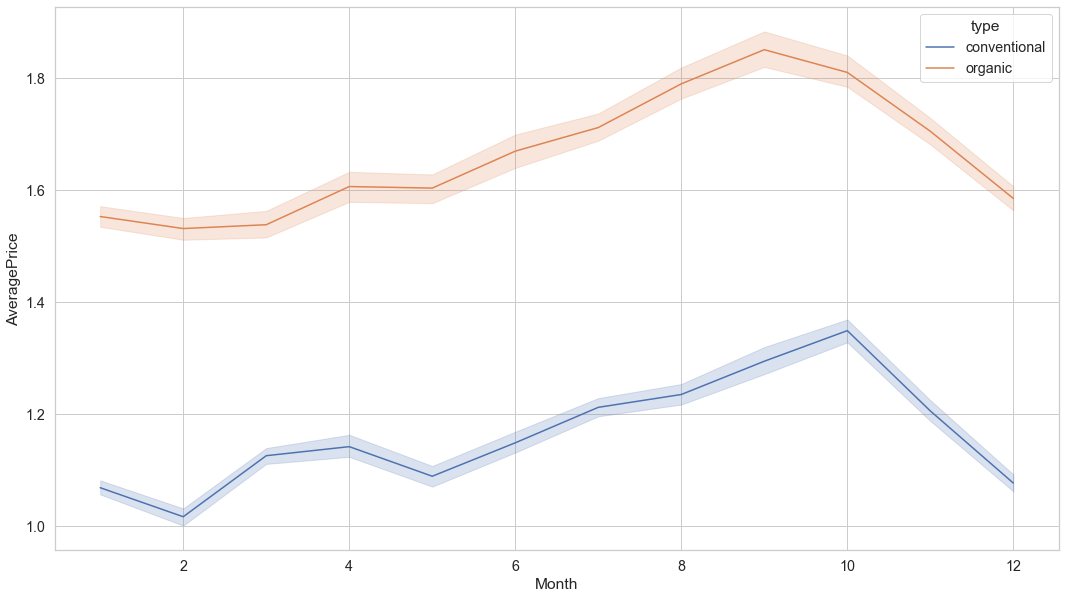 type
conventional
organic
1.8
1.6
1.4
1.2
1.0
AveragePrice
2 4 6 8 10 12
Month